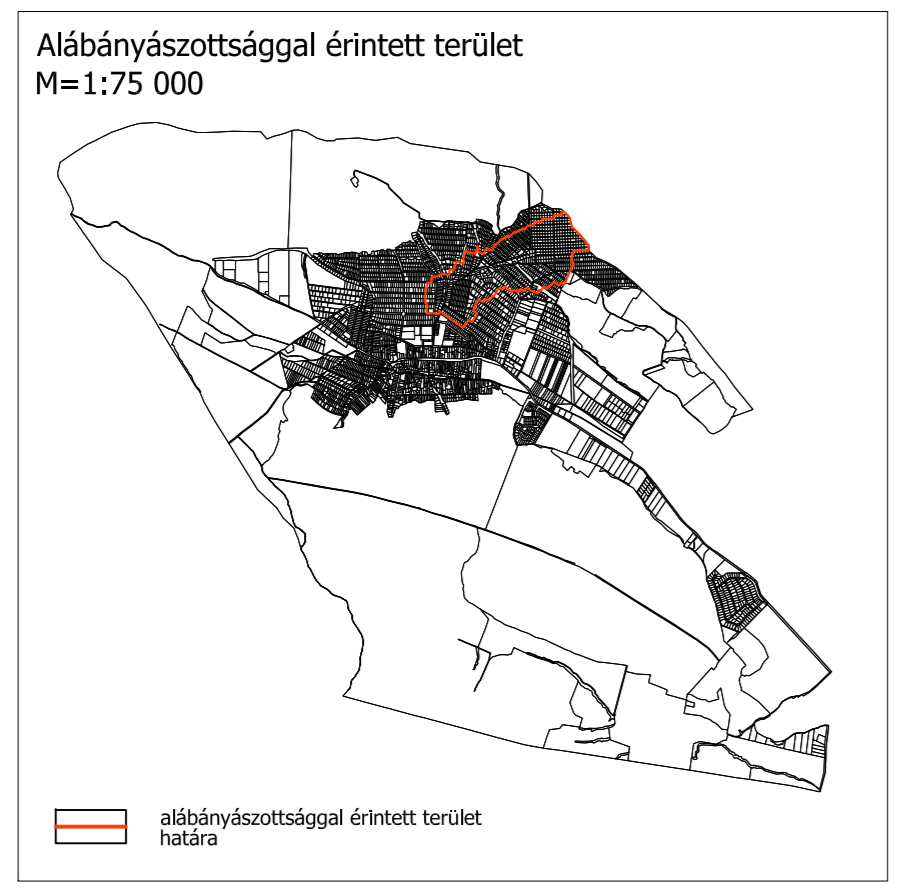 Alábányászottsággal érintett terület
M=1:75 000
alábányászottsággal érintett terület
határa